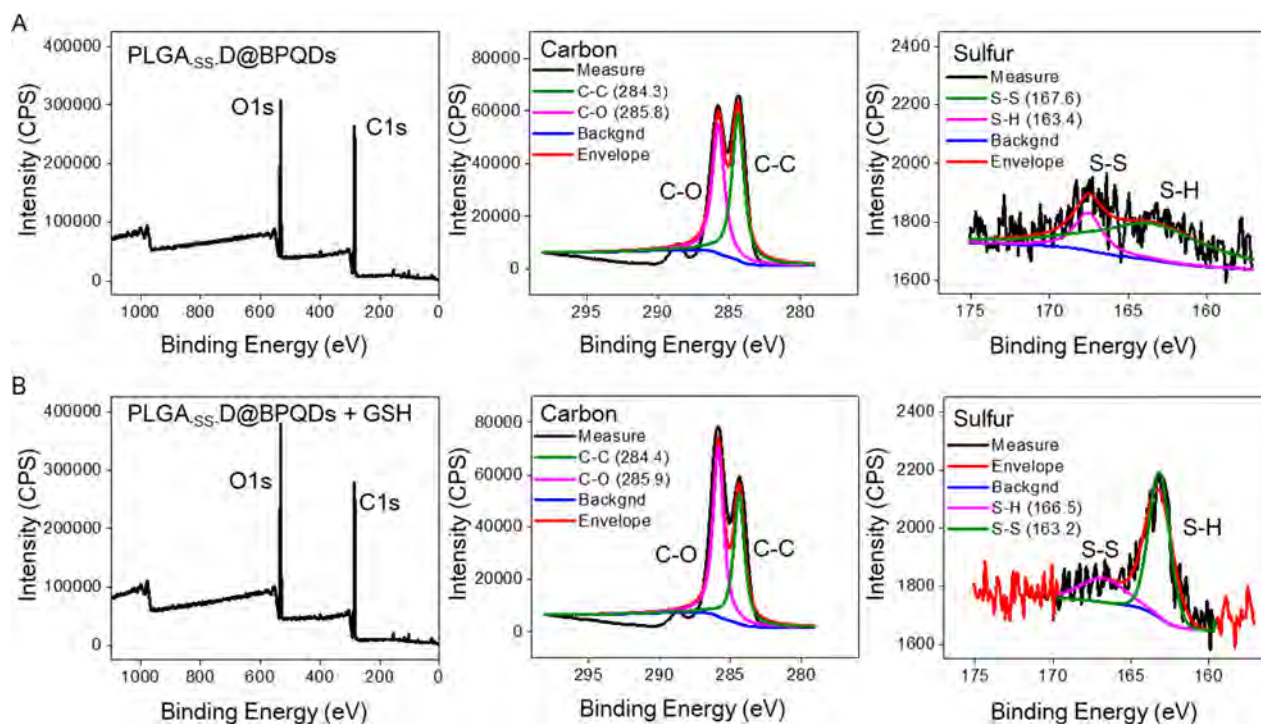 A
PLGA-SS-D@BPQDs
O1s
C1s
400000
300000
200000
100000
0
Intensity (CPS)
1000 800 600 400 200 0
Binding Energy (eV)
Carbon
Measure
C-C (284.3)
C-O (285.8)
Backgnd
Envelope
C-O
C-C
80000
60000
40000
20000
0
Intensity (CPS)
295 290 285 280
Binding Energy (eV)
Sulfur
Measure
S-S (167.6)
S-H (163.4)
Backgnd
Envelope
S-S
S-H
2400
2200
2000
1800
1600
Intensity (CPS)
175 170 165 160
Binding Energy (eV)
B
PLGA-SS-D@BPQDs + GSH
O1s
C1s
400000
300000
200000
100000
0
Intensity (CPS)
1000 800 600 400 200 0
Binding Energy (eV)
Carbon
Measure
C-C (284.4)
C-O (285.9)
Backgnd
Envelope
C-O
C-C
80000
60000
40000
20000
0
Intensity (CPS)
295 290 285 280
Binding Energy (eV)
Sulfur
Measure
Envelope
Backgnd
S-H (166.5)
S-S (163.2)
S-S
S-H
2400
2200
2000
1800
1600
Intensity (CPS)
175 170 165 160
Binding Energy (eV)